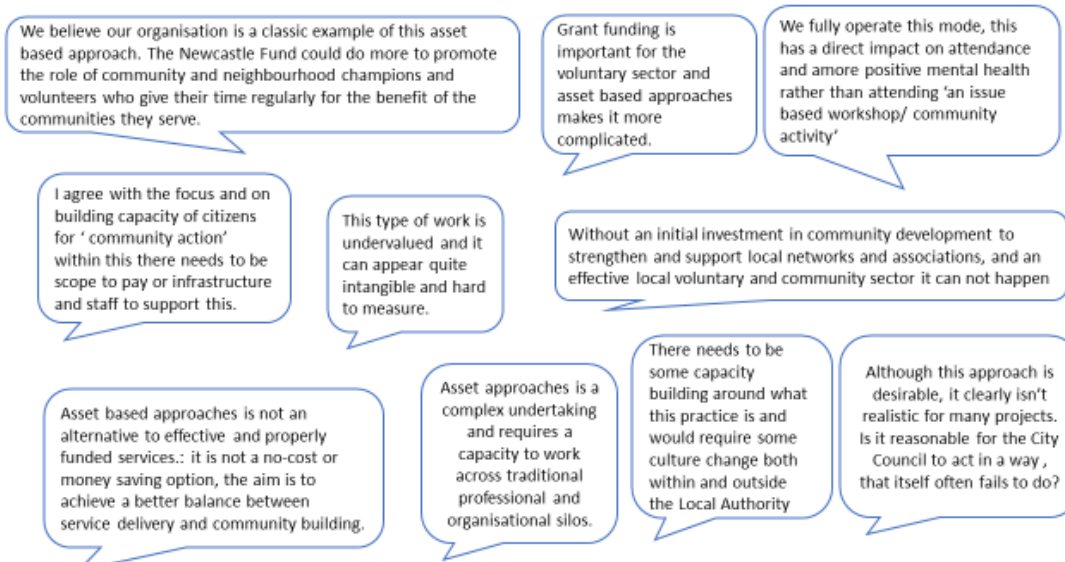 We believe our organisation is a classic example of this asset
based approach. The Newcastle Fund could do more to promote
the role of community and neighbourhood champions and
volunteers who give their time regularly for the benefit of the
communities they serve.
Grant funding is
important for the
voluntary sector and
asset based approaches
makes it more
complicated.
We fully operate this mode, this
has a direct impact on attendance
and amore positive mental health
rather than attending ‘an issue
based workshop/ community
activity’
I agree with the focus and on
building capacity of citizens
for ‘ community action’
within this there needs to be
scope to pay or infrastructure
and staff to support this.
This type of work is
undervalued and it
can appear quite
intangible and hard
to measure.
Without an initial investment in community development to
strengthen and support local networks and associations, and an
effective local voluntary and community sector it can not happen
Asset based approaches is not an
alternative to effective and properly
funded services.: it is not a no-cost or
money saving option, the aim is to
achieve a better balance between
service delivery and community building.
Asset approaches is a
complex undertaking
and requires a
capacity to work
across traditional
professional and
organisational silos.
There needs to be
some capacity
building around what
this practice is and
would require some
culture change both
within and outside
the Local Authority
Although this approach is
desirable, it clearly isn’t
realistic for many projects.
Is it reasonable for the City
Council to act in a way ,
that itself often fails to do?